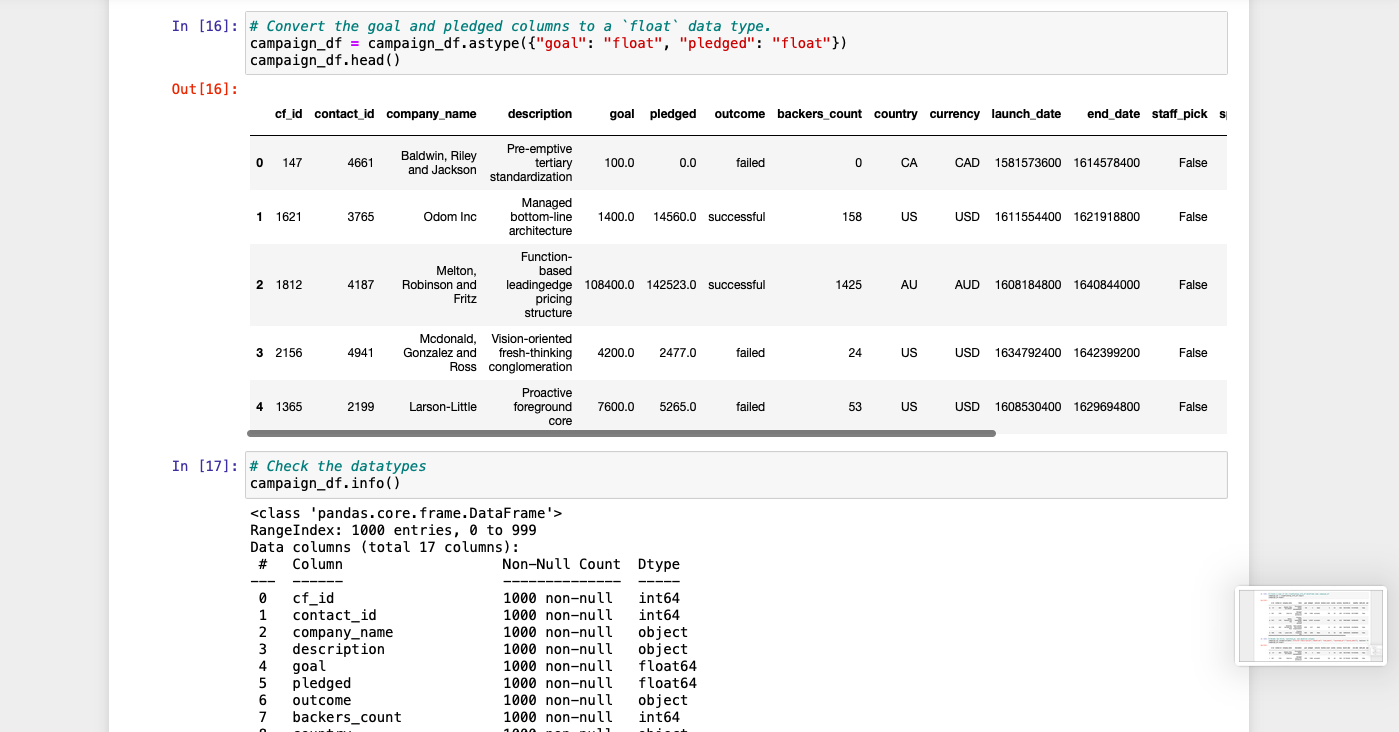 In [16]: # Convert the goal and pledged columns to a `float` data type.
campaign_df = campaign_df.astype({"goal": "float", "pledged": "float"})
campaign_df.head()
Out[16]:
cf_id contact_id company_name description goal pledged outcome backers_count country currency launch_date end_date staff_pick
0 147 4661 Baldwin, Riley and Jackson Pre-emptive tertiary standardization 100.0 0.0 failed 0 CA CAD 1581573600 1614578400 False
1 1621 3765 Odom Inc Managed bottom-line architecture 1400.0 14560.0 successful 158 US USD 1611554400 1621918800 False
2 1812 4187 Melton, Robinson and Fritz Function-based leadingedge pricing structure 108400.0 142523.0 successful 1425 AU AUD 1608184800 1640844000 False
3 2156 4941 Mcdonald, Gonzalez and Ross Vision-oriented fresh-thinking conglomeration 4200.0 2477.0 failed 24 US USD 1634792400 1642399200 False
4 1365 2199 Larson-Little Proactive foreground core 7600.0 5265.0 failed 53 US USD 1608530400 1629694800 False
In [17]: # Check the datatypes
campaign_df.info()
<class 'pandas.core.frame.DataFrame'>
RangeIndex: 1000 entries, 0 to 999
Data columns (total 17 columns):
# Column Non-Null Count Dtype
--- ------ -------------- -----
0 cf_id 1000 non-null int64
1 contact_id 1000 non-null int64
2 company_name 1000 non-null object
3 description 1000 non-null object
4 goal 1000 non-null float64
5 pledged 1000 non-null float64
6 outcome 1000 non-null object
7 backers_count 1000 non-null int64